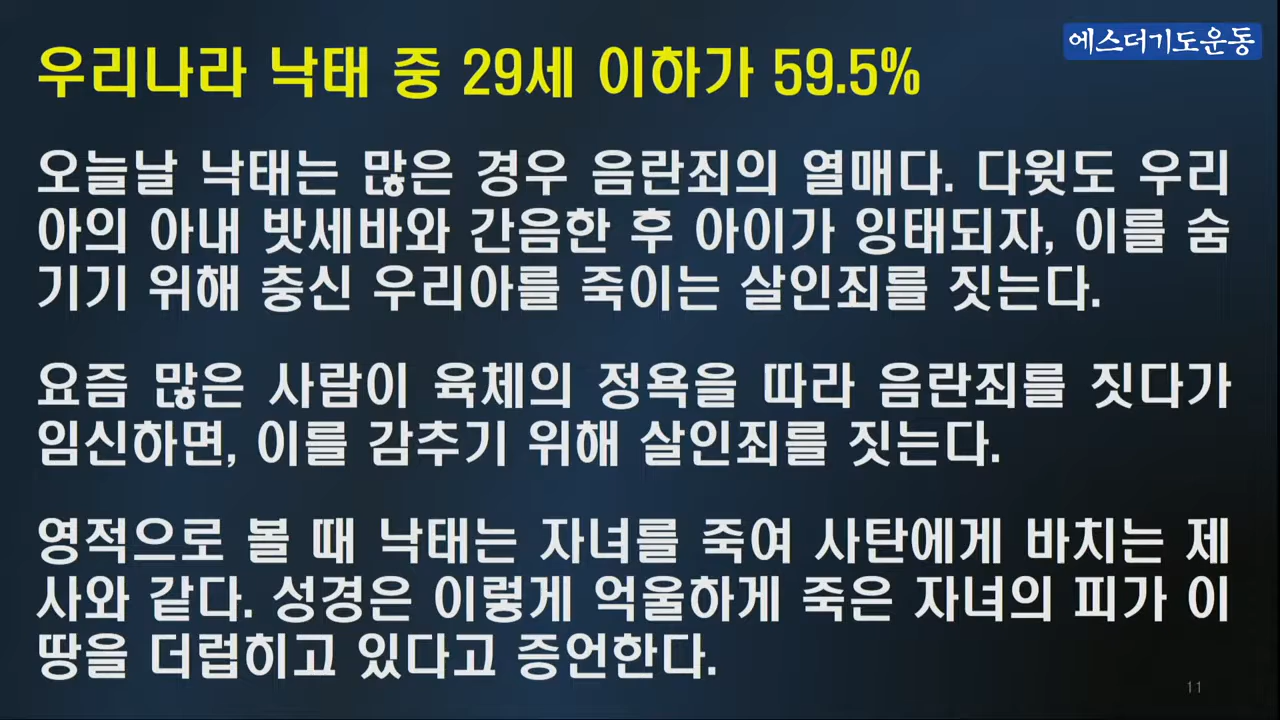 에스더기도운동
우리나라 낙태 중 29세 이하가 59.5%
오늘날 낙태는 많은 경우 음란죄의 열매다. 다윗도 우리
아의 아내 밧세바와 간음한 후 아이가 잉태되자, 이를 숨
기기 위해 충신 우리아를 죽이는 살인죄를 짓는다.
요즘 많은 사람이 육체의 정욕을 따라 음란죄를 짓다가
임신하면, 이를 감추기 위해 살인죄를 짓는다.
영적으로 볼 때 낙태는 자녀를 죽여 사탄에게 바치는 제
사와 같다. 성경은 이렇게 억울하게 죽은 자녀의 피가 이
땅을 더럽히고 있다고 증언한다.
11